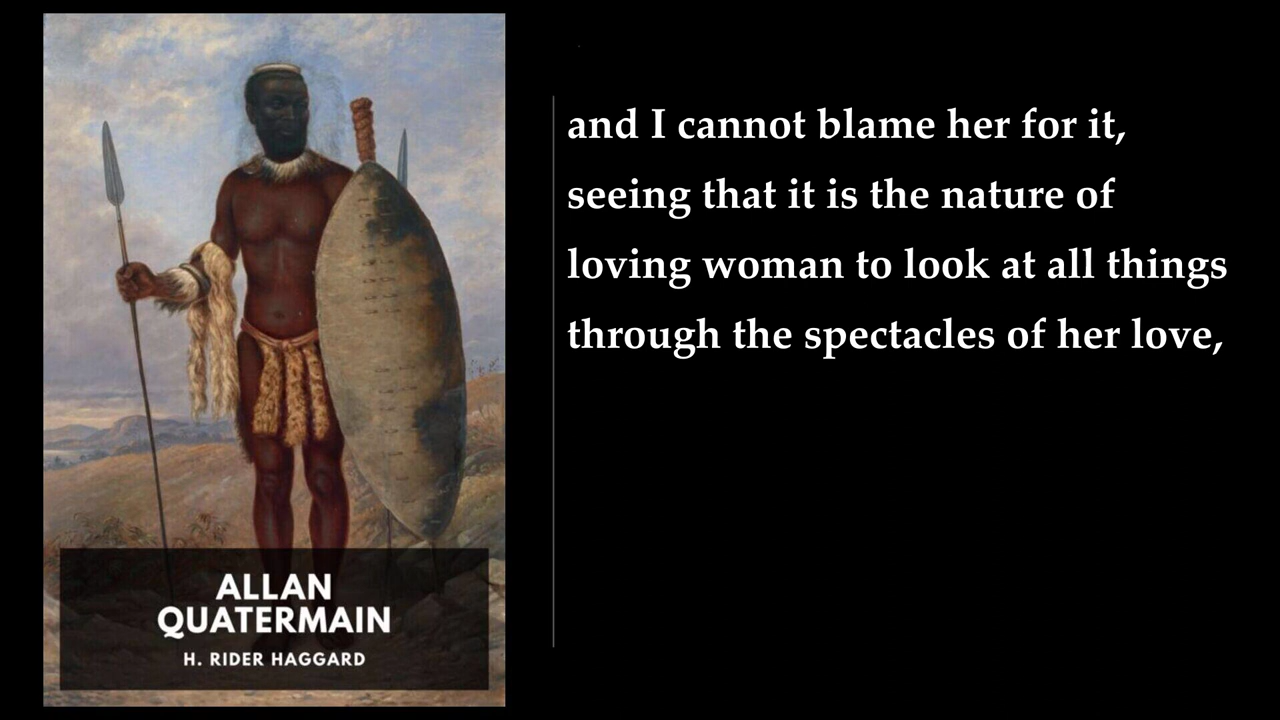 ALLAN
QUATERMAIN
H. RIDER HAGGARD
and I cannot blame her for it,
seeing that it is the nature of
loving woman to look at all things
through the spectacles of her love,